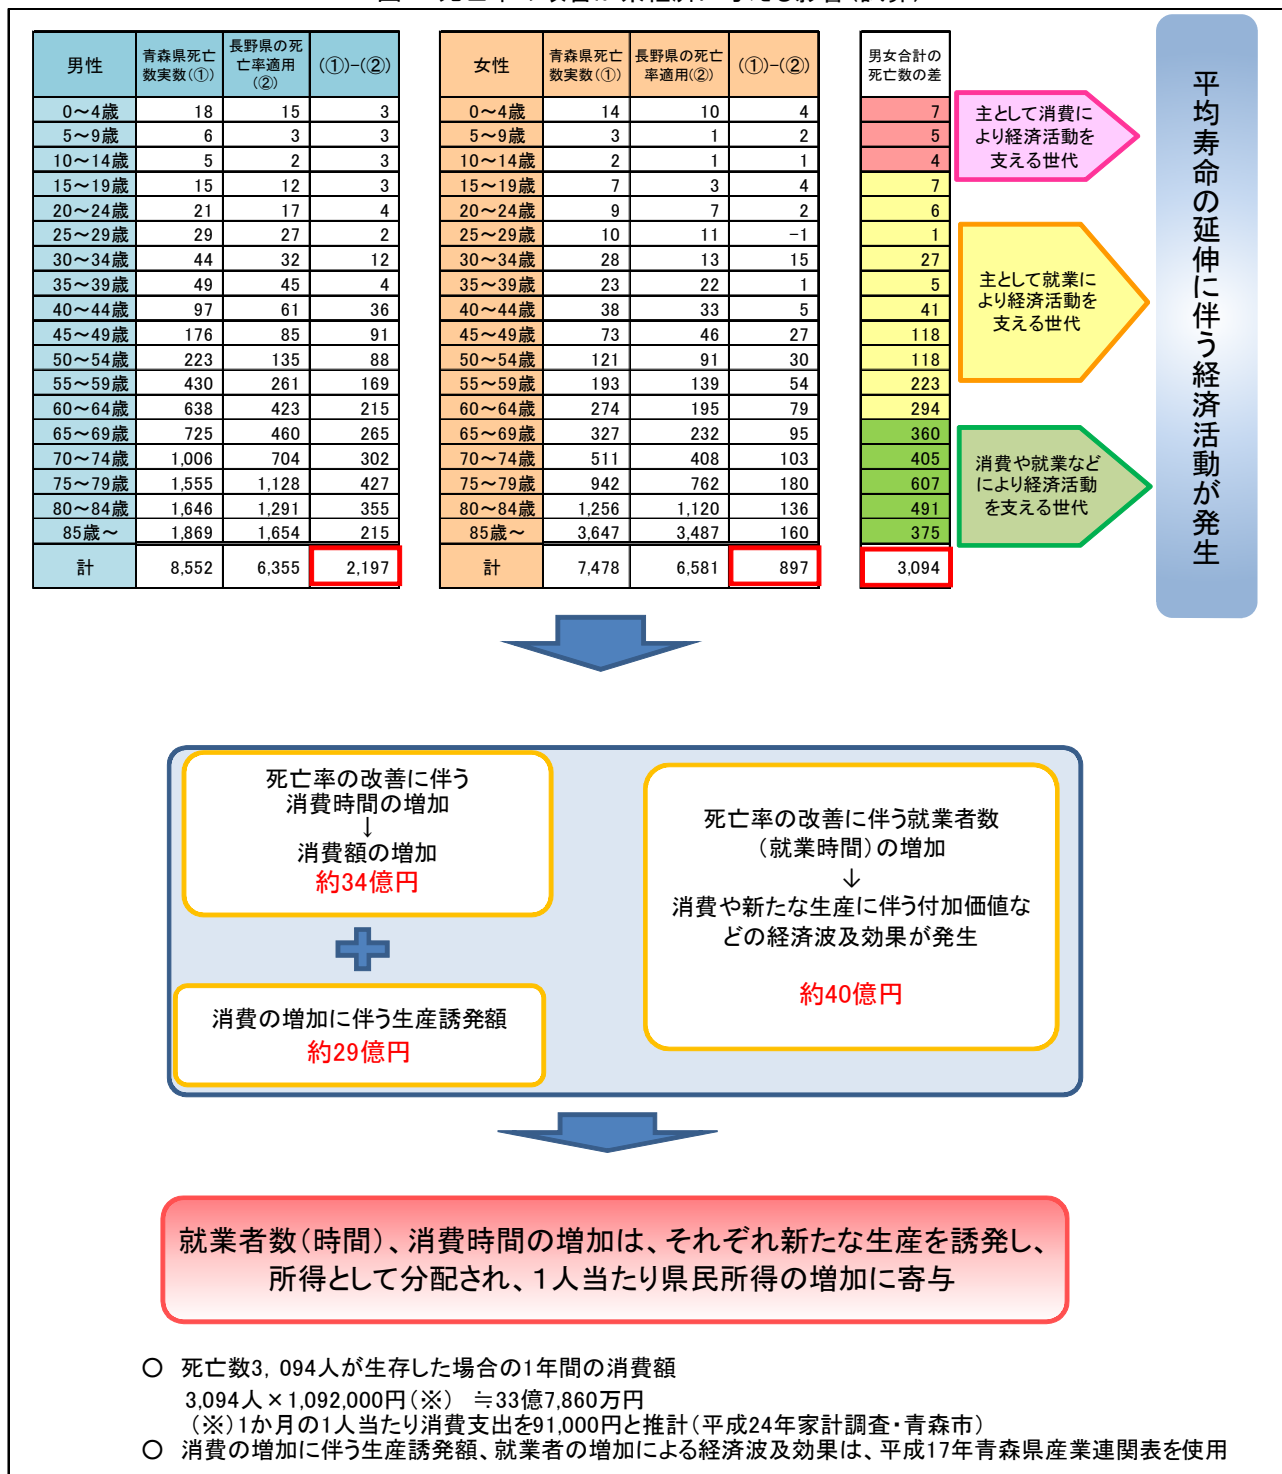 男性 青森県死亡数実数(①) 長野県の死亡率適用(②) (①)-(②)
0～4歳 18 15 3
5～9歳 6 3 3
10～14歳 5 2 3
15～19歳 15 12 3
20～24歳 21 17 4
25～29歳 29 27 2
30～34歳 44 32 12
35～39歳 49 45 4
40～44歳 97 61 36
45～49歳 176 85 91
50～54歳 223 135 88
55～59歳 430 261 169
60～64歳 638 423 215
65～69歳 725 460 265
70～74歳 1,006 704 302
75～79歳 1,555 1,128 427
80～84歳 1,646 1,291 355
85歳～ 1,869 1,654 215
計 8,552 6,355 2,197
女性 青森県死亡数実数(①) 長野県の死亡率適用(②) (①)-(②)
0～4歳 14 10 4
5～9歳 3 1 2
10～14歳 2 1 1
15～19歳 7 3 4
20～24歳 9 7 2
25～29歳 10 11 -1
30～34歳 28 13 15
35～39歳 23 22 1
40～44歳 38 33 5
45～49歳 73 46 27
50～54歳 121 91 30
55～59歳 193 139 54
60～64歳 274 195 79
65～69歳 327 232 95
70～74歳 511 408 103
75～79歳 942 762 180
80～84歳 1,256 1,120 136
85歳～ 3,647 3,487 160
計 7,478 6,581 897
男女合計の
死亡数の差
7
5
4
7
6
1
27
5
41
118
118
223
294
360
405
607
491
375
3,094
主として消費に
より経済活動を
支える世代
主として就業に
より経済活動を
支える世代
消費や就業など
により経済活動
を支える世代
平均寿命の延伸に伴う経済活動が発生
死亡率の改善に伴う
消費時間の増加
↓
消費額の増加
約34億円
消費の増加に伴う生産誘発額
約29億円
死亡率の改善に伴う就業者数
(就業時間)の増加
↓
消費や新たな生産に伴う付加価値な
どの経済波及効果が発生
約40億円
就業者数(時間)、消費時間の増加は、それぞれ新たな生産を誘発し、
所得として分配され、1人当たり県民所得の増加に寄与
○ 死亡数3,094人が生存した場合の1年間の消費額
3,094人×1,092,000円(※) ≒33億7,860万円
(※)1か月の1人当たり消費支出を91,000円と推計(平成24年家計調査・青森市)
○ 消費の増加に伴う生産誘発額、就業者の増加による経済波及効果は、平成17年青森県産業連関表を使用